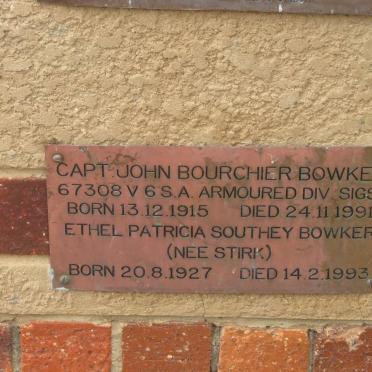 CAPT. JOHN BOURCHIER BOWKE
67308 V 6 S.A. ARMOURED DIV SIGS
BORN 13.12.1915 DIED 24.11 1991
ETHEL PATRICIA SOUTHEY BOWKER
(NEE STIRK)
BORN 20.8.1927 DIED 14.2.1993